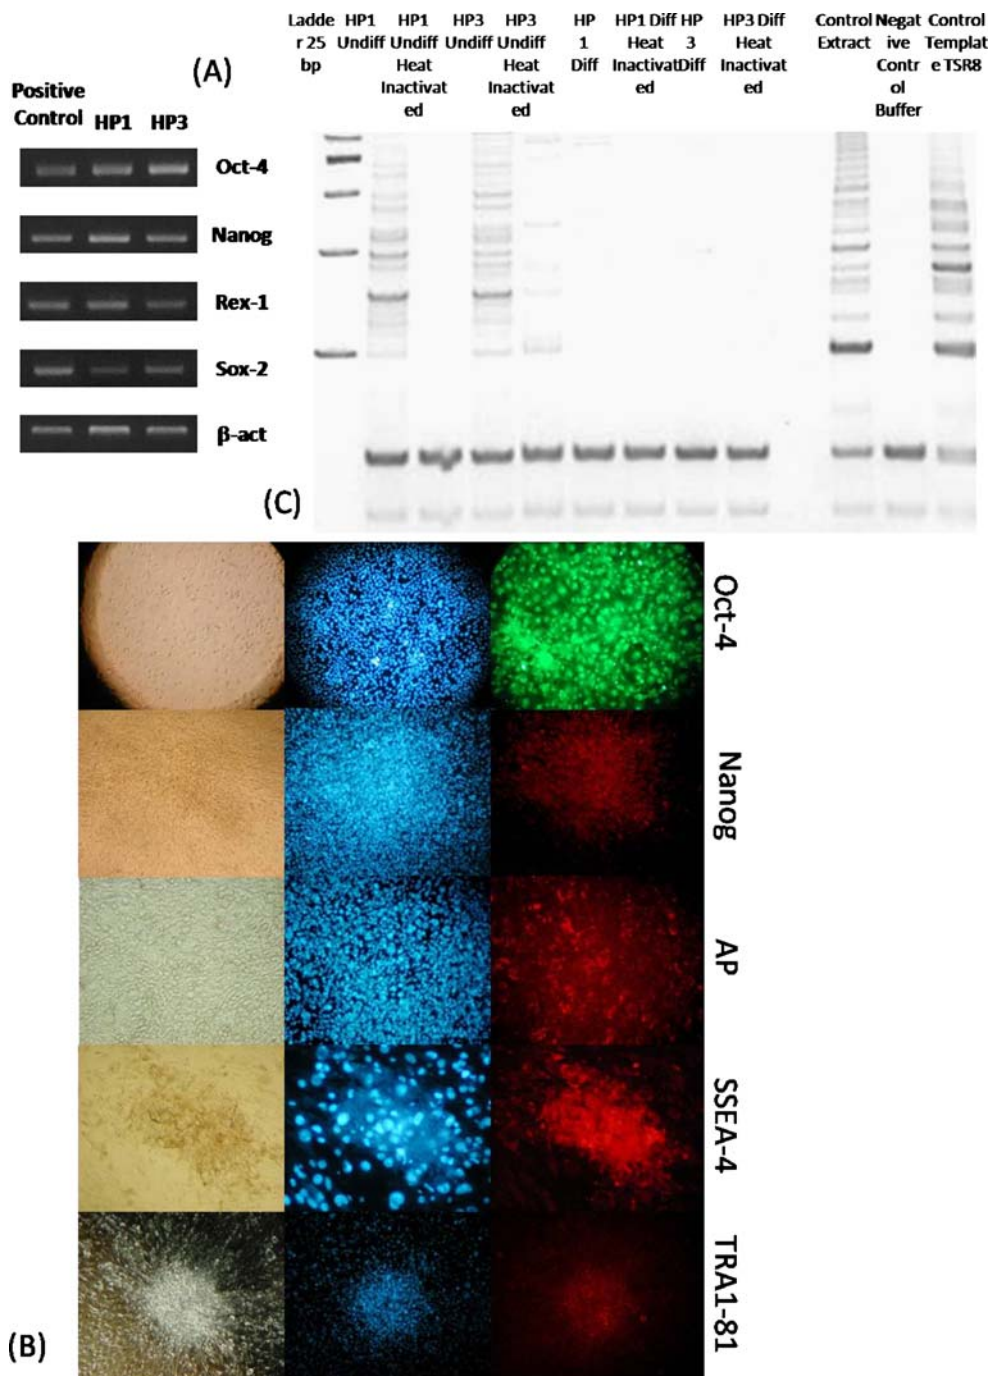 (A)
Positive
Control HP1 HP3
Oct-4
Nanog
Rex-1
Sox-2
β-act
(C)
Ladde HP1 HP1 HP3 HP3 HP HP1 Diff HP HP3 Diff Control Negat Control
r 25 Undiff Undiff Undiff Undiff 1 Heat 3 Heat Extract ive Templat
bp Heat Heat Diff Inactivat Diff Inactivat Contr e TSR8
Inactivat Inactivat ed ed ol
ed ed Buffer
Oct-4
Nanog
AP
SSEA-4
TRA1-81
(B)